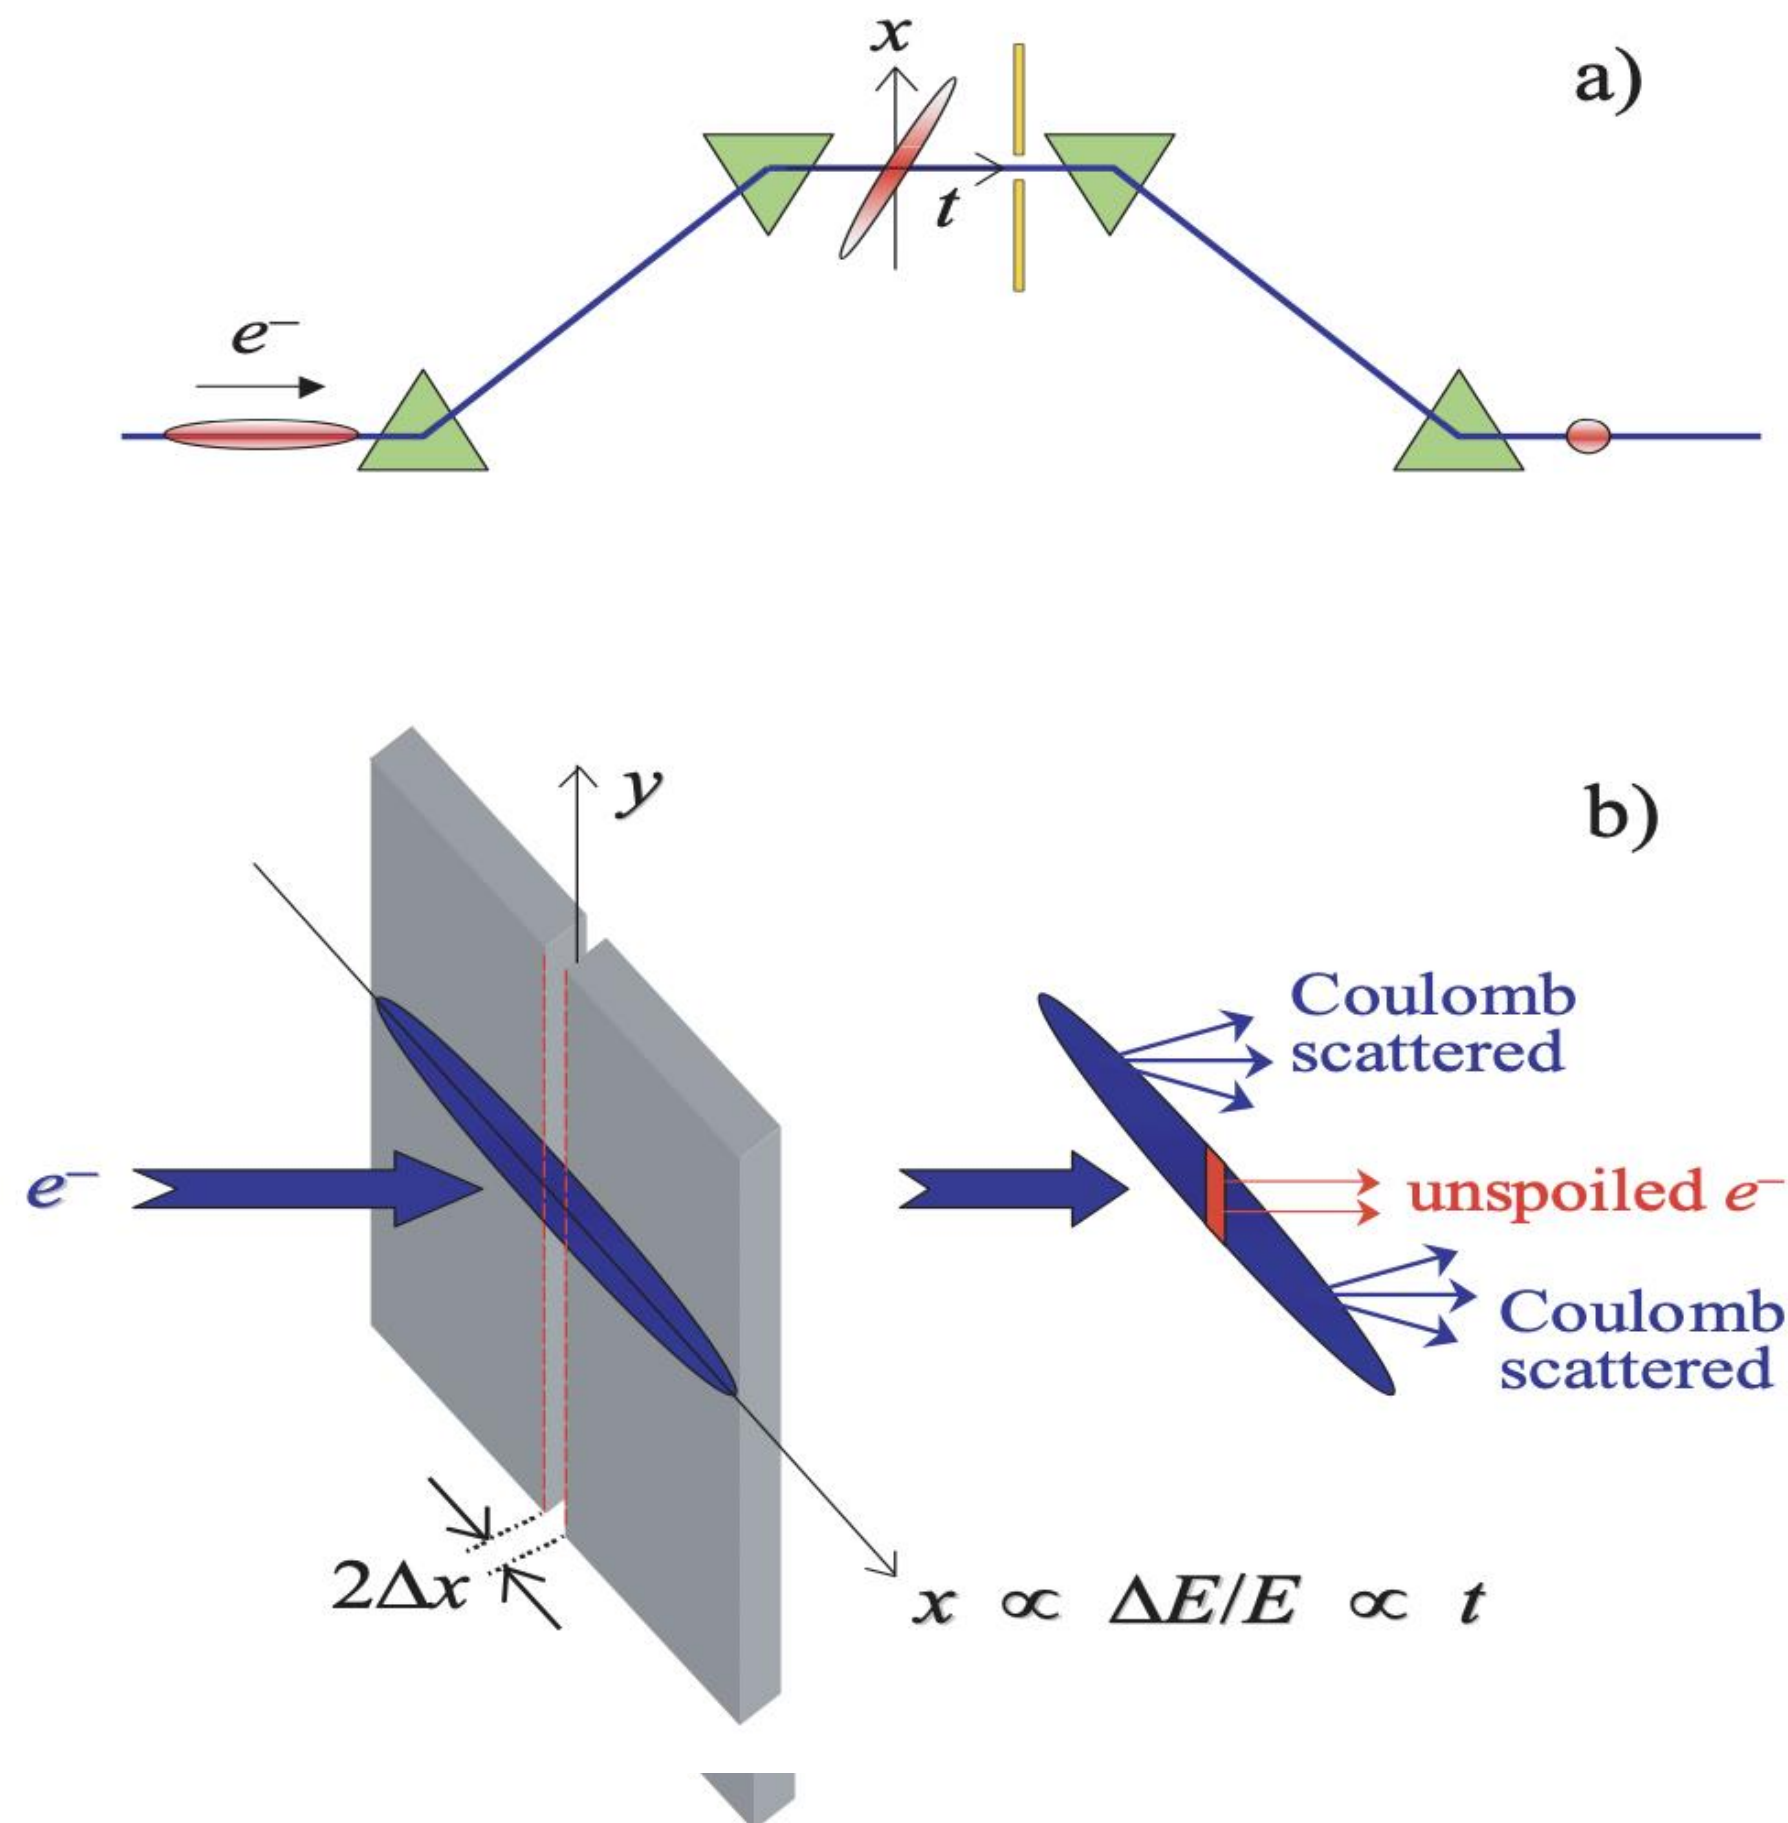 x
a)
t
e–
y
b)
Coulomb
scattered
e–
unspoiled e–
Coulomb
scattered
2Δx
x ∝ ΔE/E ∝ t